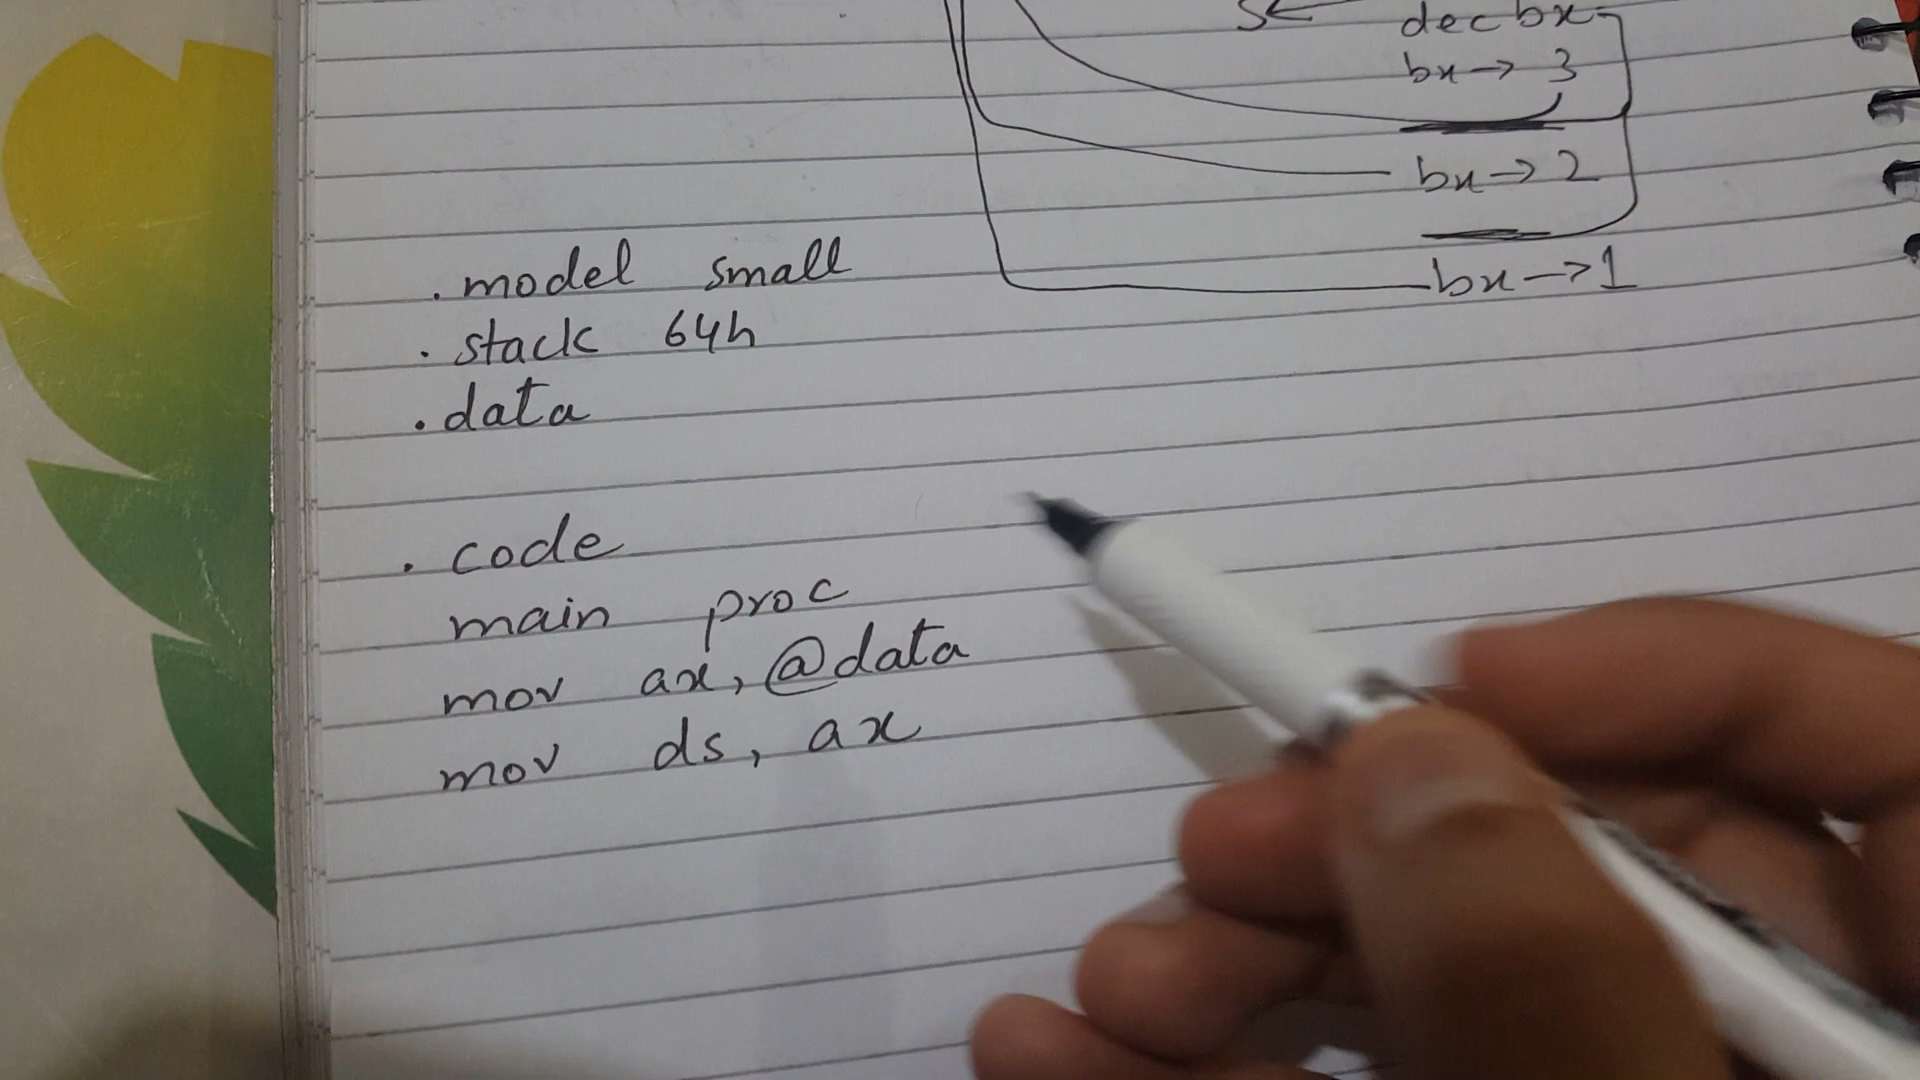 S← dec bx
bx → 3
bx → 2
bx → 1
.model small
.stack 64h
.data
.code
main proc
mov ax, @data
mov ds, ax